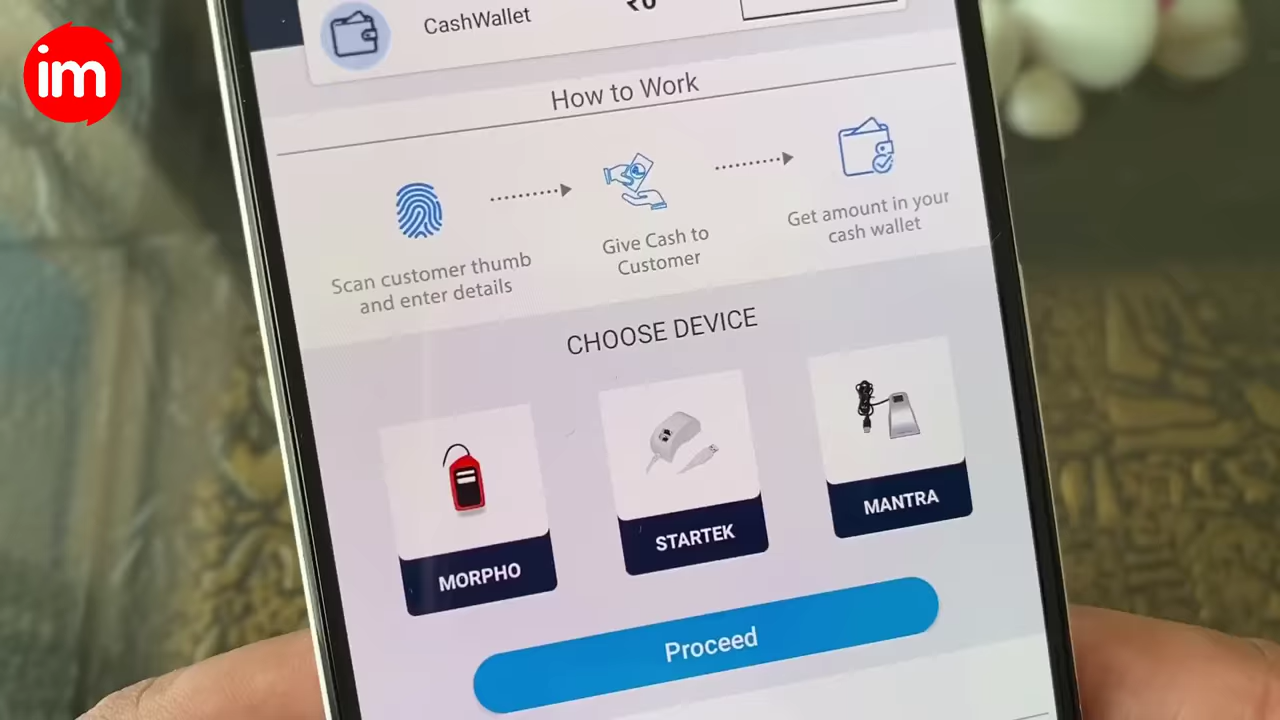 im
CashWallet
₹0
How to Work
Scan customer thumb
and enter details
Give Cash to
Customer
Get amount in your
cash wallet
CHOOSE DEVICE
MORPHO
STARTEK
MANTRA
Proceed